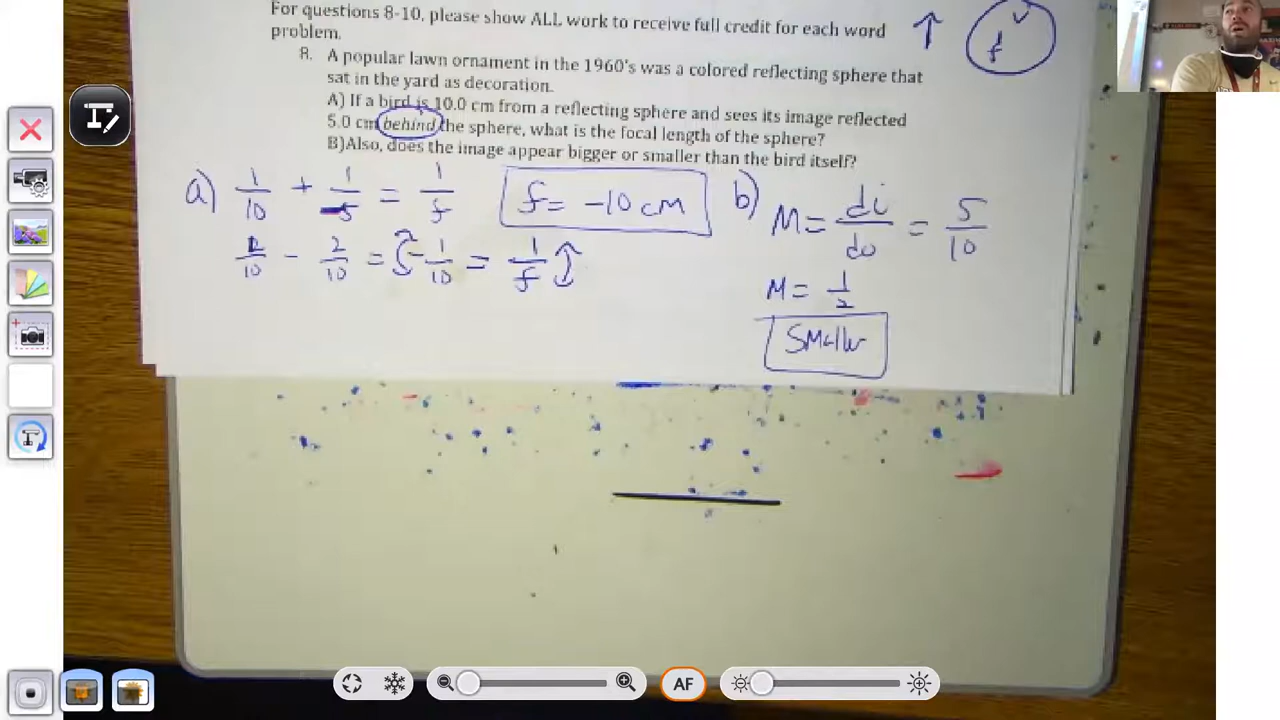 For questions 8-10, please show ALL work to receive full credit for each word
problem.
8. A popular lawn ornament in the 1960's was a colored reflecting sphere that
sat in the yard as decoration.
A) If a bird is 10.0 cm from a reflecting sphere and sees its image reflected
5.0 cm behind the sphere, what is the focal length of the sphere?
B)Also, does the image appear bigger or smaller than the bird itself?
a) 1/10 + 1/-5 = 1/f
f = -10 cm
1/10 - 2/10 = -1/10 = 1/f
b) M = di/do = 5/10
M = 1/2
Smaller
AF